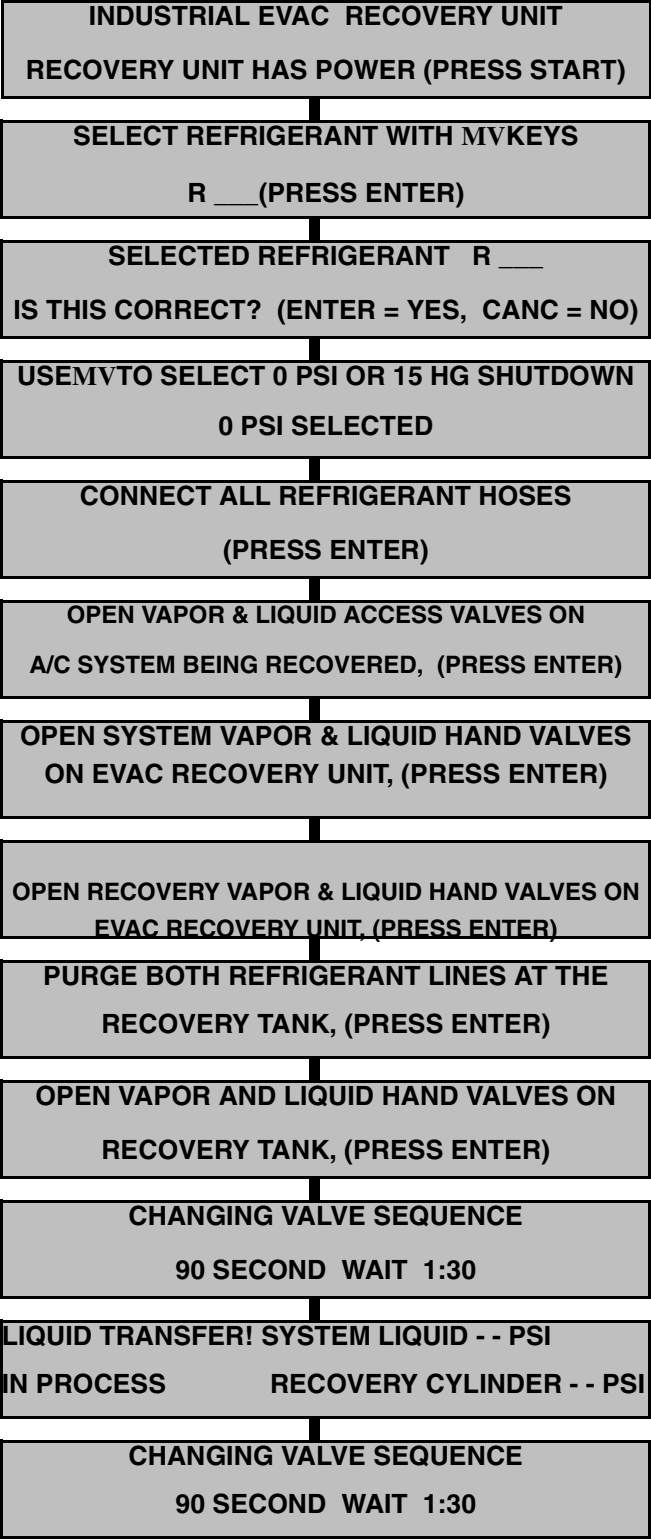 INDUSTRIAL EVAC RECOVERY UNIT
RECOVERY UNIT HAS POWER (PRESS START)
SELECT REFRIGERANT WITH MVKEYS
R ___(PRESS ENTER)
SELECTED REFRIGERANT R ___
IS THIS CORRECT? (ENTER = YES, CANC = NO)
USEMVTO SELECT 0 PSI OR 15 HG SHUTDOWN
0 PSI SELECTED
CONNECT ALL REFRIGERANT HOSES
(PRESS ENTER)
OPEN VAPOR & LIQUID ACCESS VALVES ON
A/C SYSTEM BEING RECOVERED, (PRESS ENTER)
OPEN SYSTEM VAPOR & LIQUID HAND VALVES
ON EVAC RECOVERY UNIT, (PRESS ENTER)
OPEN RECOVERY VAPOR & LIQUID HAND VALVES ON
EVAC RECOVERY UNIT, (PRESS ENTER)
PURGE BOTH REFRIGERANT LINES AT THE
RECOVERY TANK, (PRESS ENTER)
OPEN VAPOR AND LIQUID HAND VALVES ON
RECOVERY TANK, (PRESS ENTER)
CHANGING VALVE SEQUENCE
90 SECOND WAIT 1:30
LIQUID TRANSFER! SYSTEM LIQUID - - PSI
IN PROCESS RECOVERY CYLINDER - - PSI
CHANGING VALVE SEQUENCE
90 SECOND WAIT 1:30